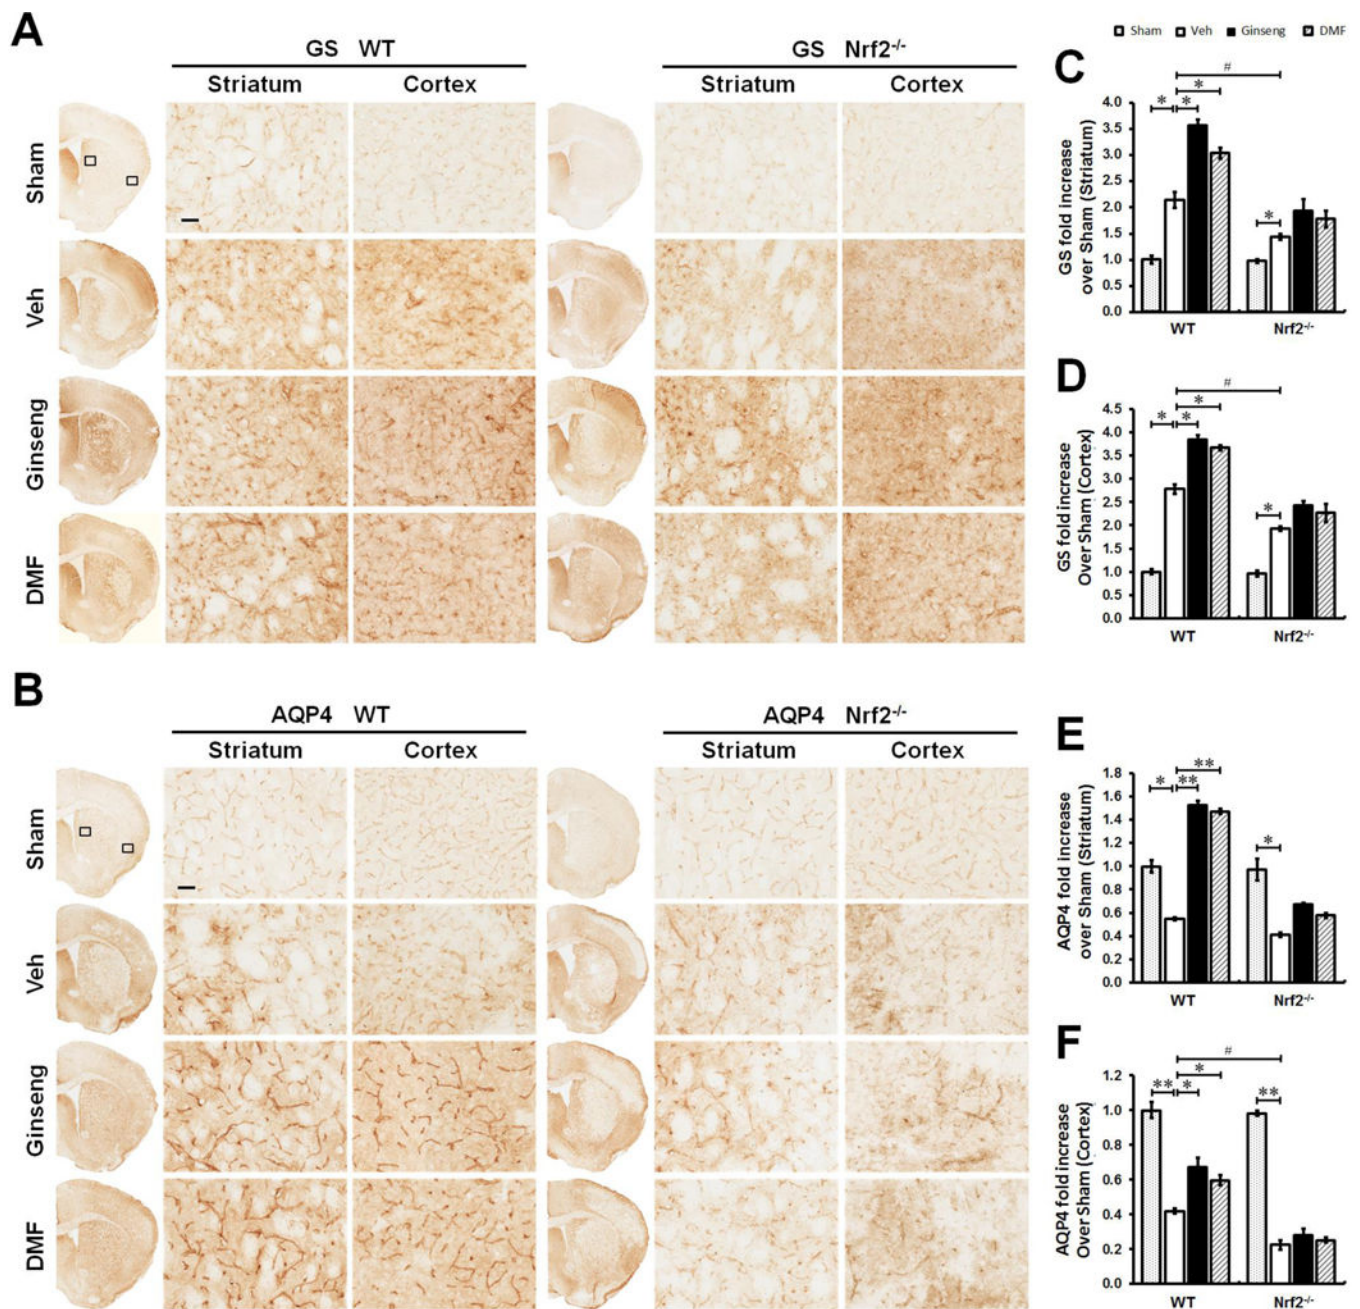 A
GS WT
GS Nrf2-/-
Striatum Cortex
Striatum Cortex
Sham
Veh
Ginseng
DMF
B
AQP4 WT
AQP4 Nrf2-/-
Striatum Cortex
Striatum Cortex
Sham
Veh
Ginseng
DMF
Sham Veh Ginseng DMF
C
GS fold increase
over Sham (Striatum)
4.0
3.5
3.0
2.5
2.0
1.5
1.0
0.5
0.0
#
*
* *
*
WT Nrf2-/-
D
GS fold increase
Over Sham (Cortex)
4.5
4.0
3.5
3.0
2.5
2.0
1.5
1.0
0.5
0.0
#
*
* *
*
WT Nrf2-/-
E
AQP4 fold increase
over Sham (Striatum)
1.8
1.6
1.4
1.2
1.0
0.8
0.6
0.4
0.2
0.0
**
* **
*
WT Nrf2-/-
F
AQP4 fold increase
Over Sham (Cortex)
1.2
1.0
0.8
0.6
0.4
0.2
0.0
#
*
** *
**
WT Nrf2-/-